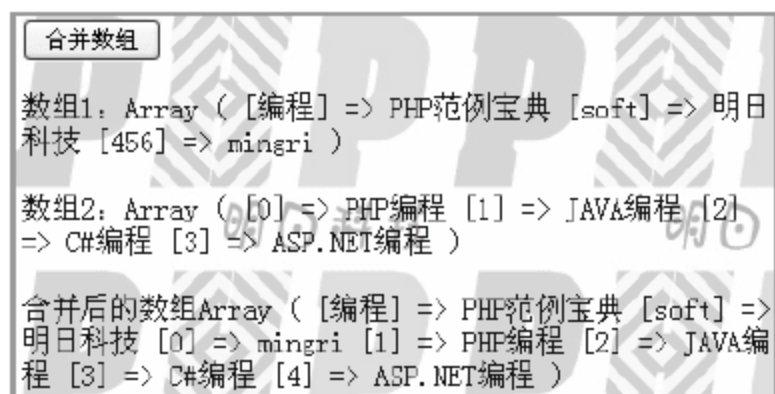 合并数组
数组1：Array ( [编程] => PHP范例宝典 [soft] => 明日
科技 [456] => mingri )
数组2：Array ( [0] => PHP编程 [1] => JAVA编程 [2]
=> C#编程 [3] => ASP.NET编程 )
合并后的数组Array ( [编程] => PHP范例宝典 [soft] =>
明日科技 [0] => mingri [1] => PHP编程 [2] => JAVA编
程 [3] => C#编程 [4] => ASP.NET编程 )